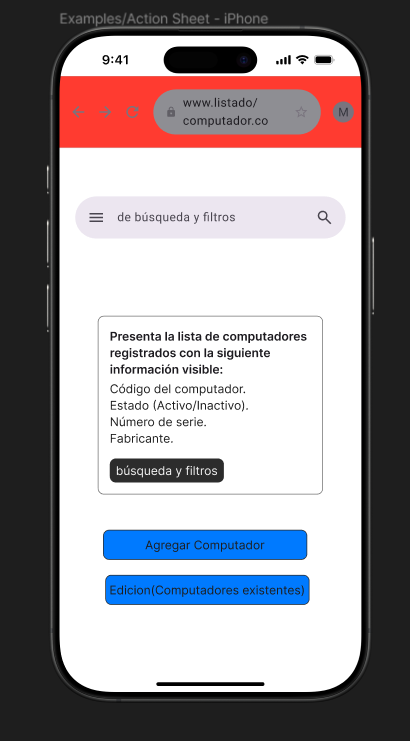 Examples/Action Sheet - iPhone
9:41
www.listado/
computador.co
M
de búsqueda y filtros
Presenta la lista de computadores
registrados con la siguiente
información visible:
Código del computador.
Estado (Activo/Inactivo).
Número de serie.
Fabricante.
búsqueda y filtros
Agregar Computador
Edicion(Computadores existentes)